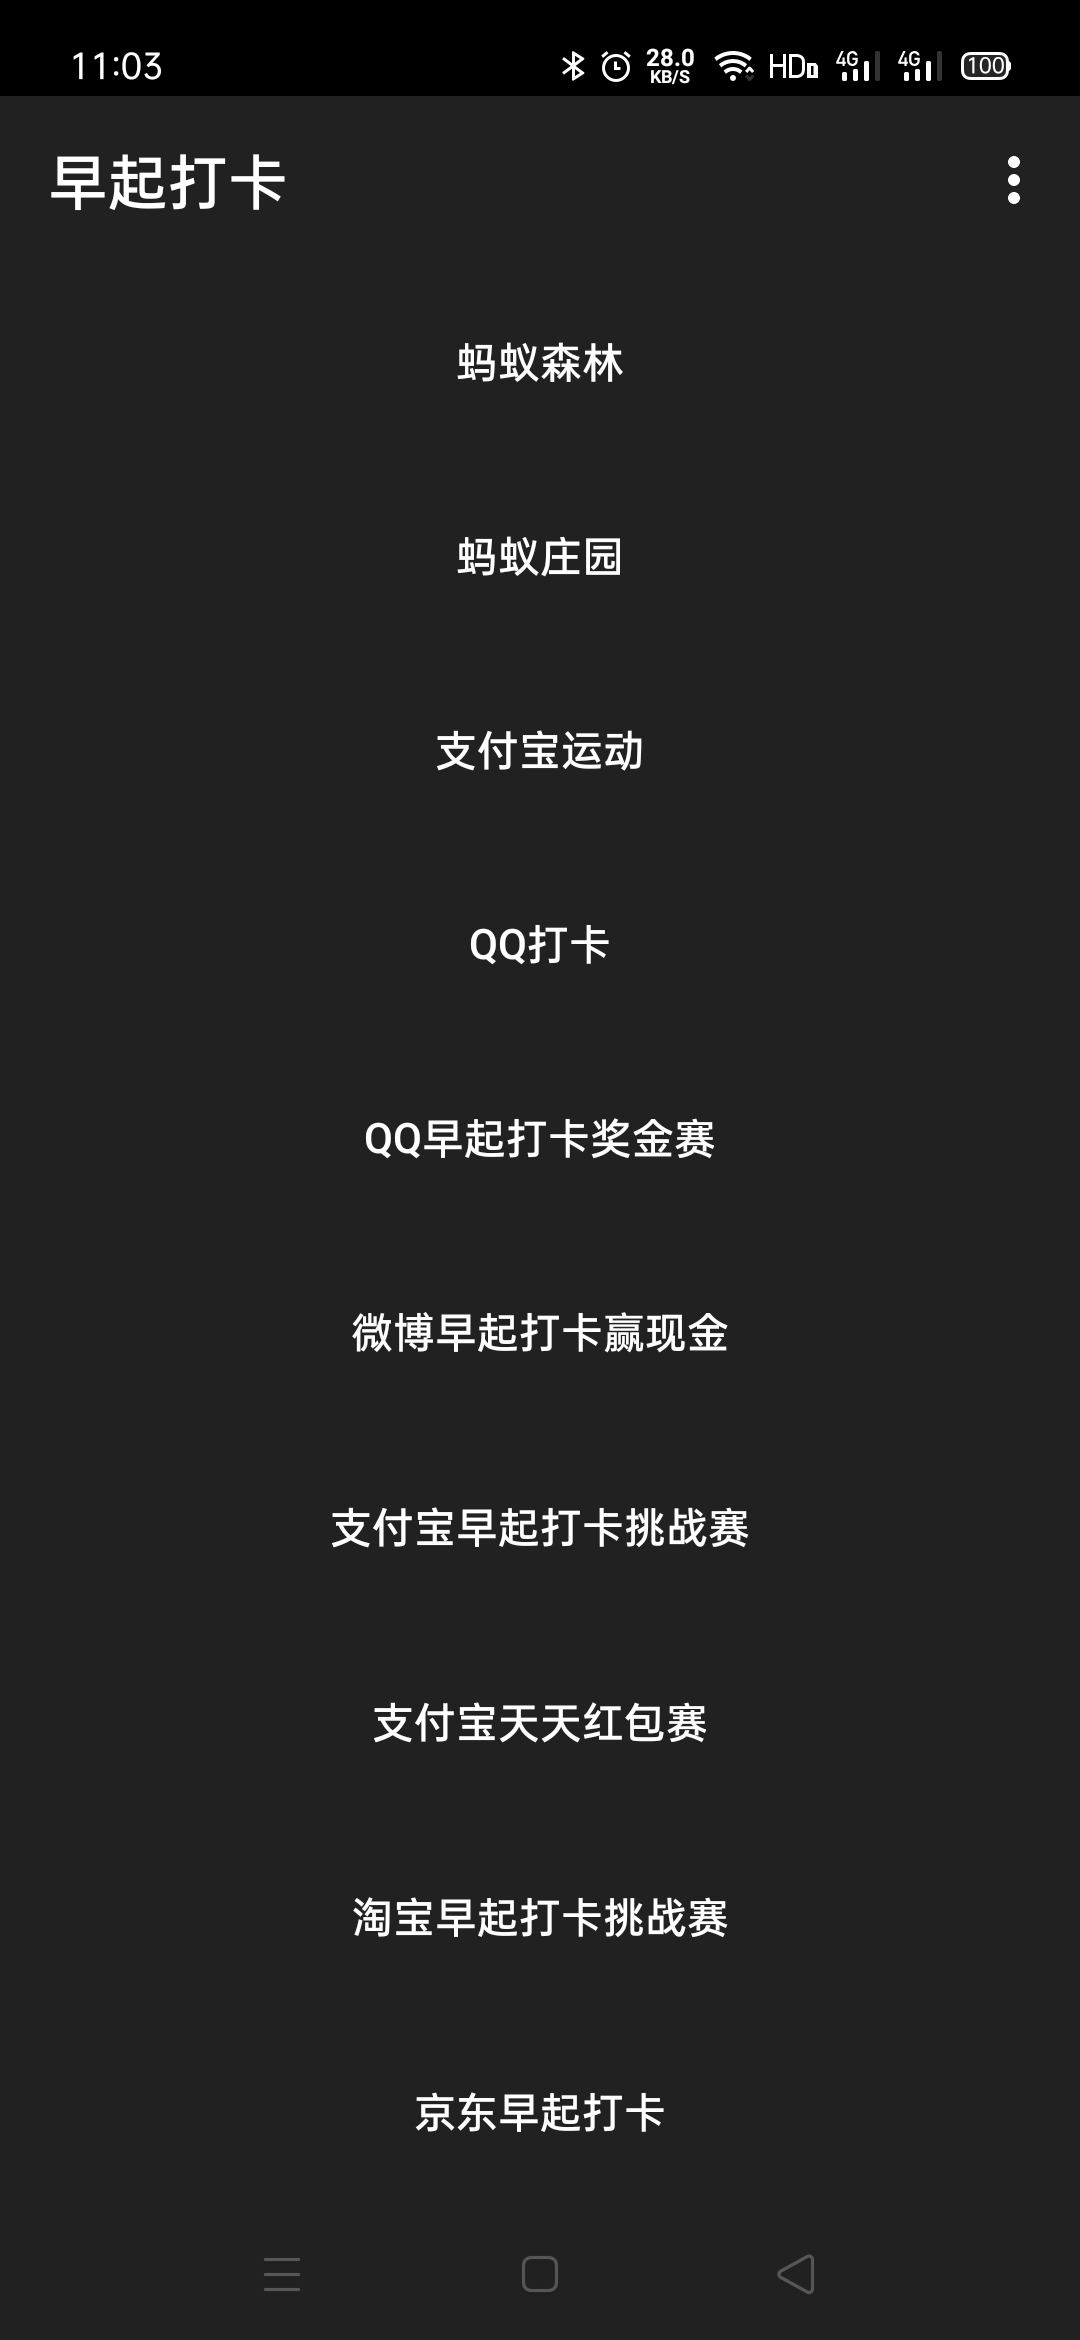 11:03
28.0
KB/S
HD
4G
4G
100
早起打卡
蚂蚁森林
蚂蚁庄园
支付宝运动
QQ打卡
QQ早起打卡奖金赛
微博早起打卡赢现金
支付宝早起打卡挑战赛
支付宝天天红包赛
淘宝早起打卡挑战赛
京东早起打卡